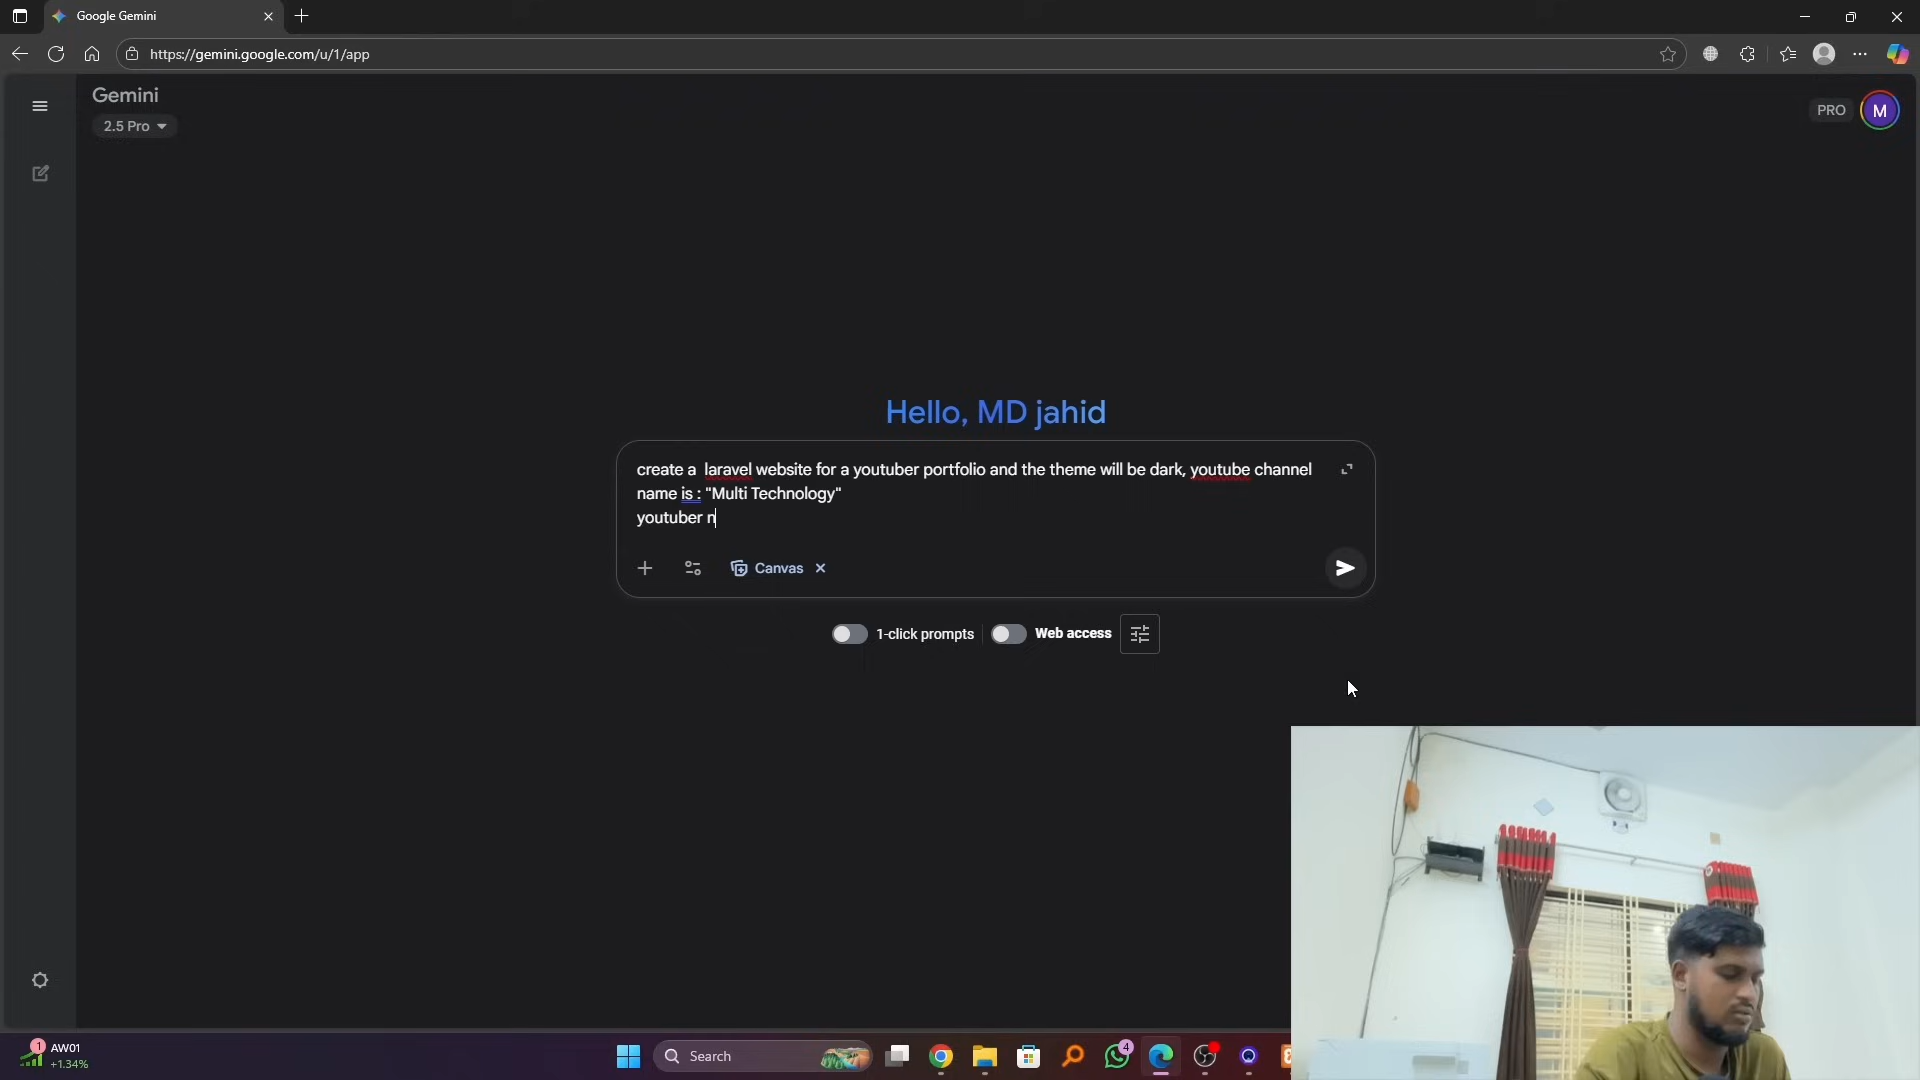 Google Gemini
https://gemini.google.com/u/1/app
Gemini
2.5 Pro
PRO
M
Hello, MD jahid
create a  laravel website for a youtuber portfolio and the theme will be dark, youtube channel
name is : "Multi Technology"
youtuber n
Canvas
1-click prompts
Web access
1
AW01
+1.34%
Search
4